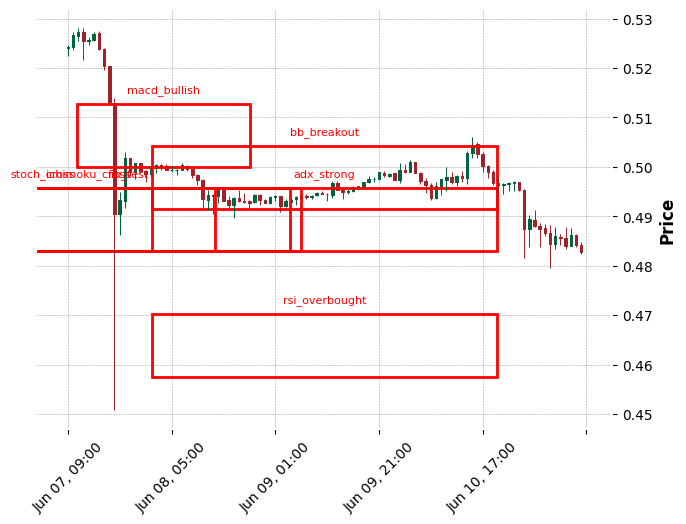 0.53
0.52
macd_bullish
0.51
bb_breakout
0.50
adx_strong
0.49
Price
0.48
rsi_overbought
0.47
0.46
0.45
Jun 07, 09:00
Jun 08, 05:00
Jun 09, 01:00
Jun 09, 21:00
Jun 10, 17:00